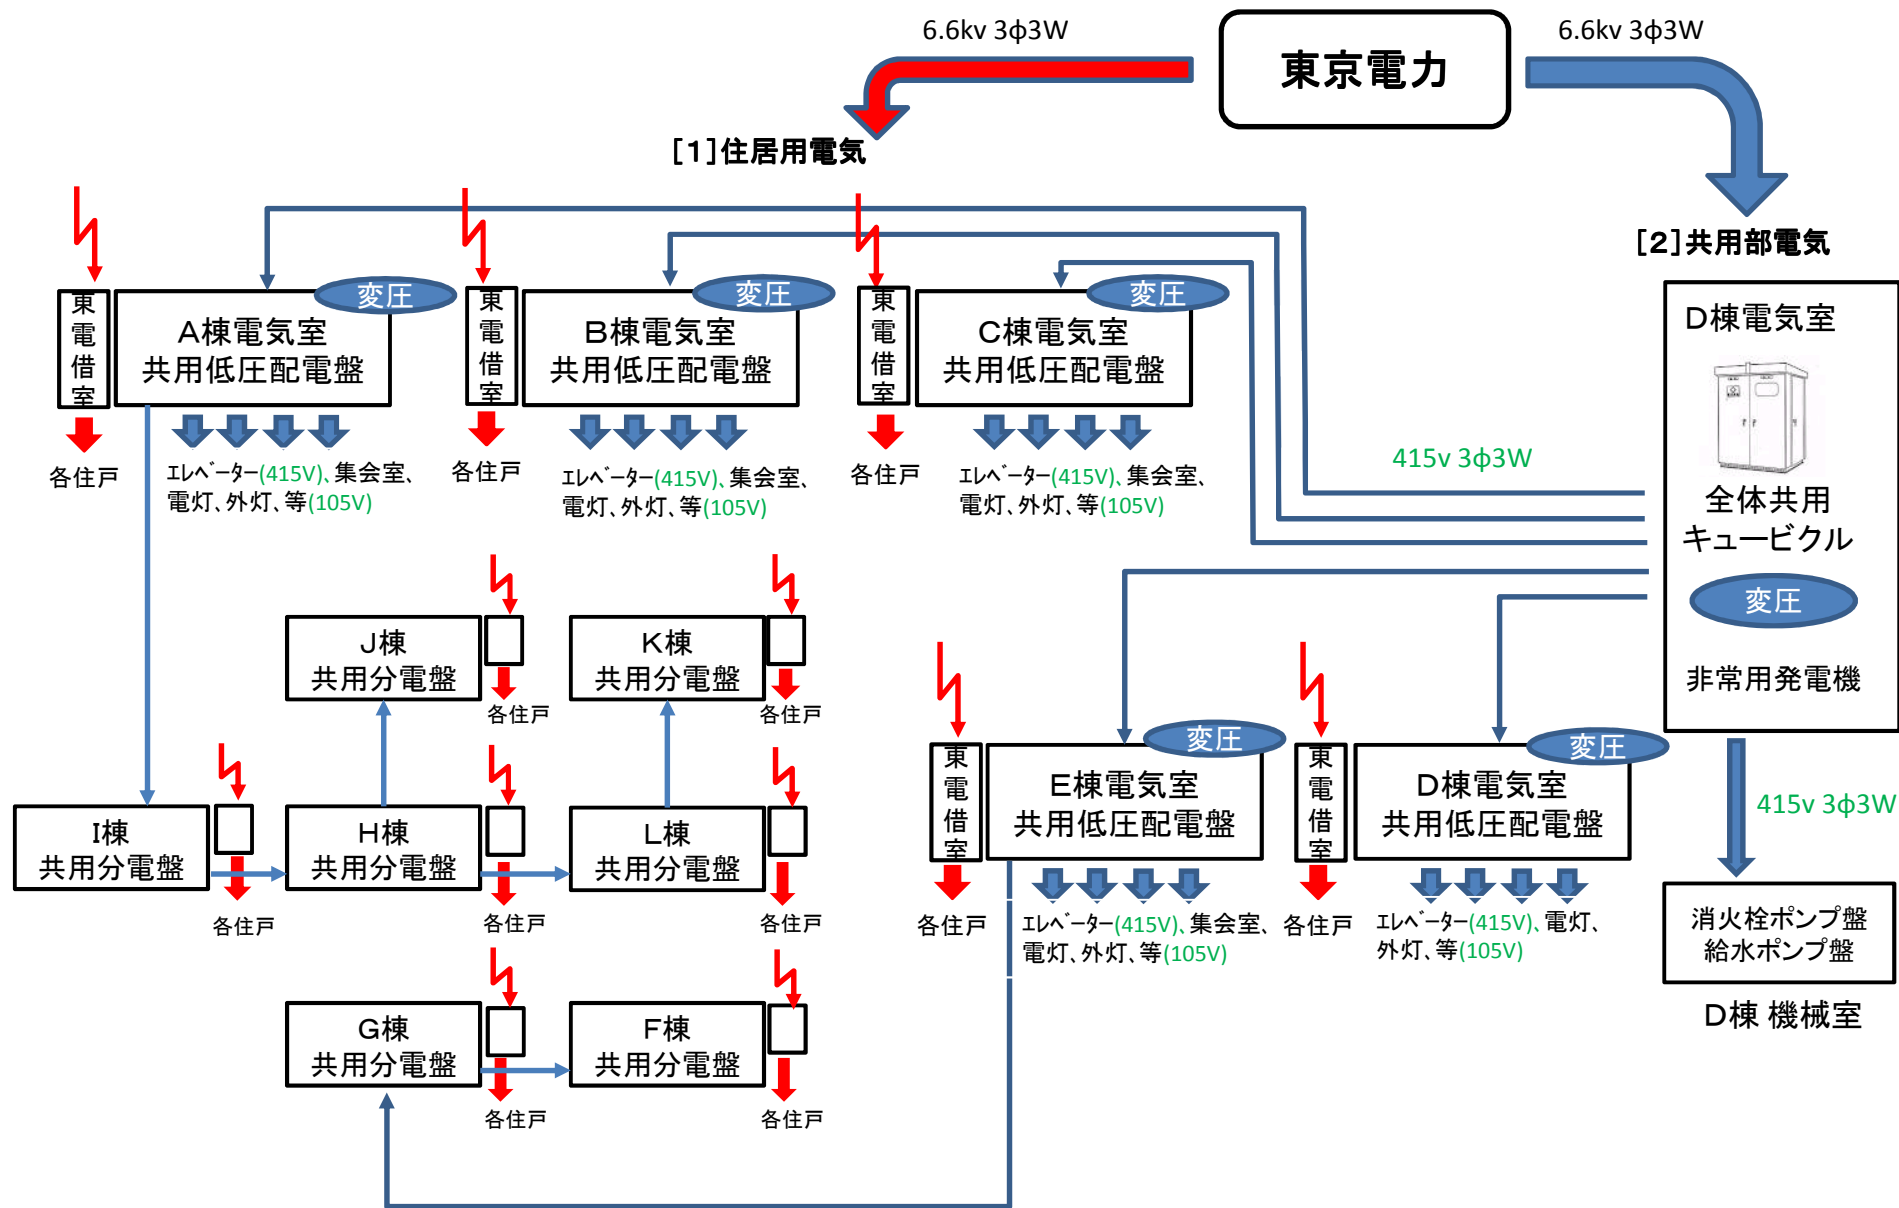 6.6kv 3φ3W
東京電力
6.6kv 3φ3W
[1]住居用電気
[2]共用部電気
東電借室
A棟電気室
共用低圧配電盤
変圧
各住戸
エレベーター(415V)、集会室、
電灯、外灯、等(105V)
東電借室
B棟電気室
共用低圧配電盤
変圧
各住戸
エレベーター(415V)、集会室、
電灯、外灯、等(105V)
東電借室
C棟電気室
共用低圧配電盤
変圧
各住戸
エレベーター(415V)、集会室、
電灯、外灯、等(105V)
415v 3φ3W
D棟電気室
全体共用
キュービクル
変圧
非常用発電機
J棟
共用分電盤
各住戸
K棟
共用分電盤
各住戸
I棟
共用分電盤
各住戸
H棟
共用分電盤
各住戸
L棟
共用分電盤
各住戸
東電借室
E棟電気室
共用低圧配電盤
変圧
各住戸
エレベーター(415V)、集会室、
電灯、外灯、等(105V)
東電借室
D棟電気室
共用低圧配電盤
変圧
各住戸
エレベーター(415V)、電灯、
外灯、等(105V)
415v 3φ3W
消火栓ポンプ盤
給水ポンプ盤
D棟 機械室
G棟
共用分電盤
各住戸
F棟
共用分電盤
各住戸